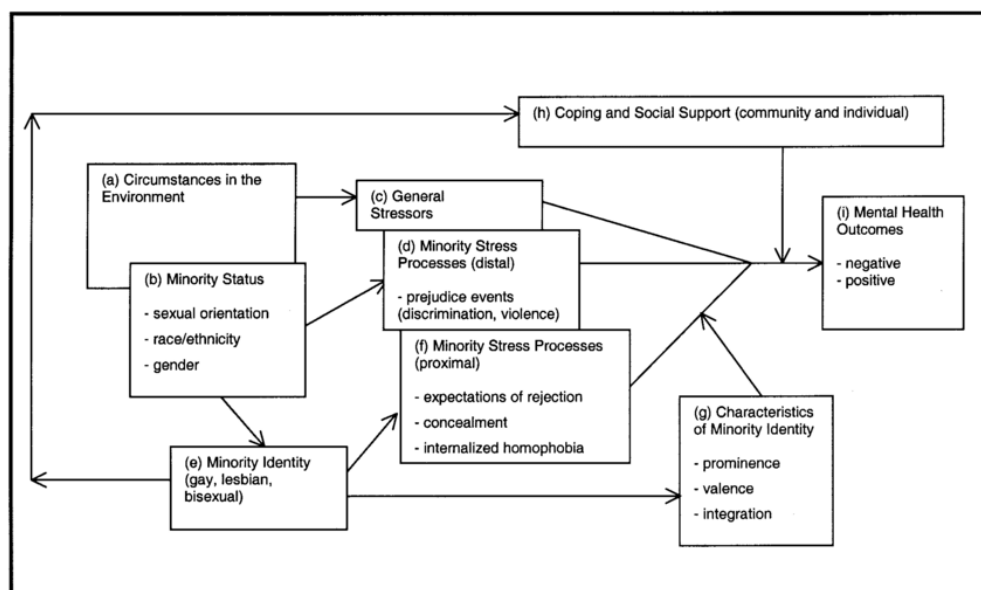 (h) Coping and Social Support (community and individual)
(a) Circumstances in the
Environment
(c) General
Stressors
(i) Mental Health
Outcomes
- negative
- positive
(d) Minority Stress
Processes (distal)
- prejudice events
(discrimination, violence)
(b) Minority Status
- sexual orientation
- race/ethnicity
- gender
(f) Minority Stress Processes
(proximal)
- expectations of rejection
- concealment
- internalized homophobia
(g) Characteristics
of Minority Identity
- prominence
- valence
- integration
(e) Minority Identity
(gay, lesbian,
bisexual)